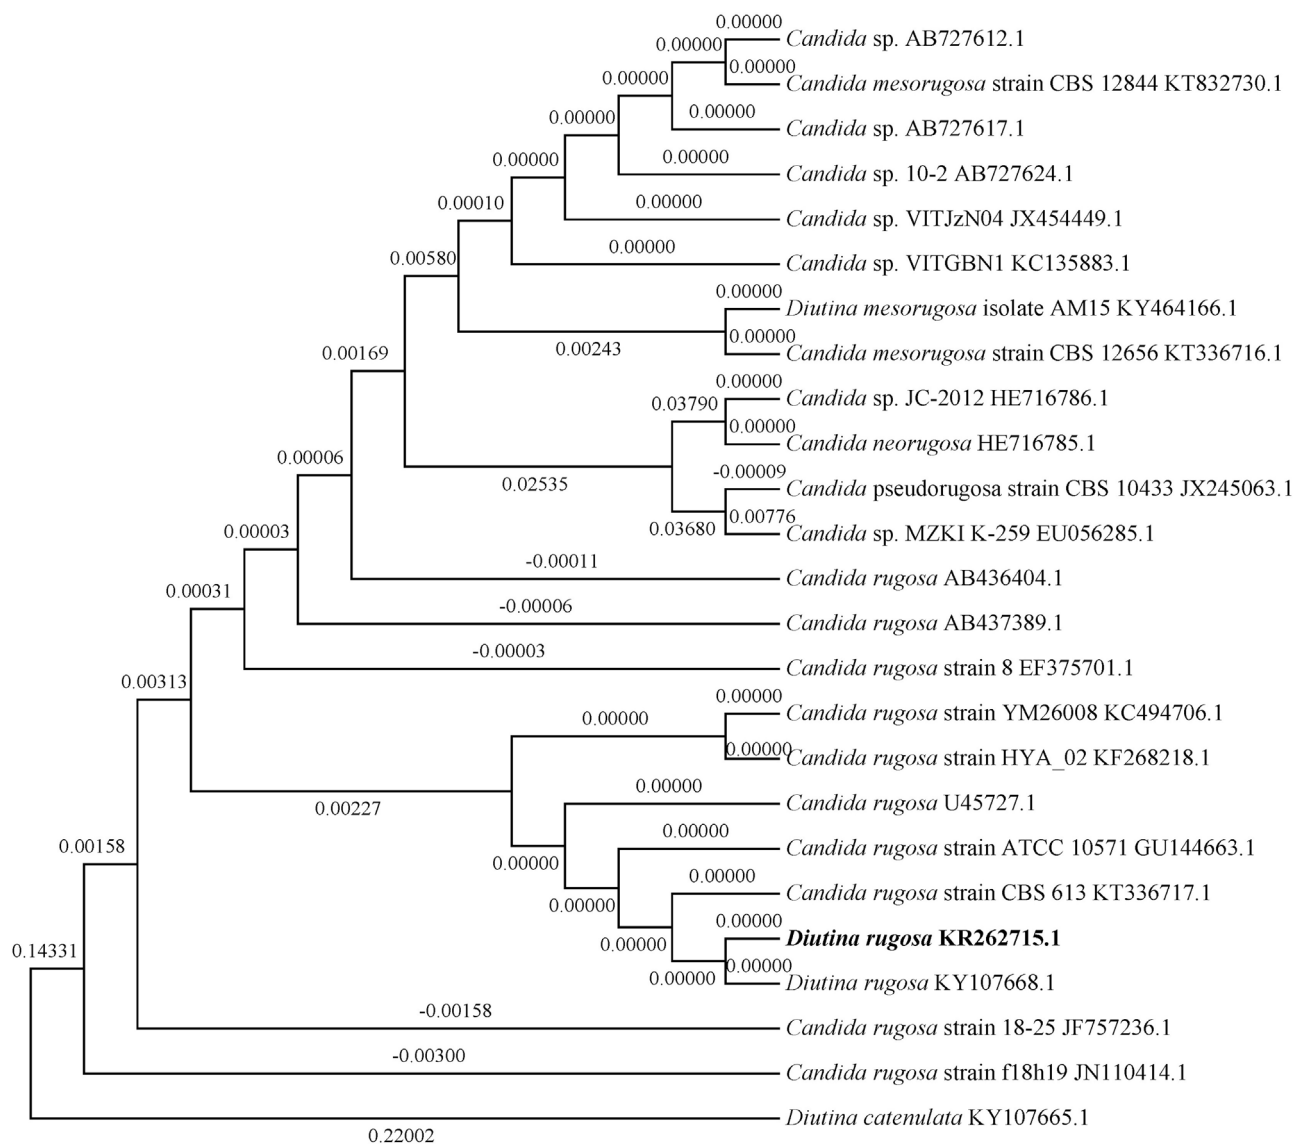 0.00000
Candida sp. AB727612.1
0.00000
0.00000
Candida mesorugosa strain CBS 12844 KT832730.1
0.00000
0.00000
Candida sp. AB727617.1
0.00000
0.00000
Candida sp. 10-2 AB727624.1
0.00000
0.00000
Candida sp. VITJzN04 JX454449.1
0.00010
0.00000
Candida sp. VITGBN1 KC135883.1
0.00580
0.00000
Diutina mesorugosa isolate AM15 KY464166.1
0.00243
0.00000
Candida mesorugosa strain CBS 12656 KT336716.1
0.00169
0.00000
Candida sp. JC-2012 HE716786.1
0.03790
0.00000
Candida neorugosa HE716785.1
0.02535
-0.00009
Candida pseudorugosa strain CBS 10433 JX245063.1
0.03680
0.00776
Candida sp. MZKI K-259 EU056285.1
0.00006
-0.00011
Candida rugosa AB436404.1
0.00003
-0.00006
Candida rugosa AB437389.1
0.00031
-0.00003
Candida rugosa strain 8 EF375701.1
0.00313
0.00000
0.00000
Candida rugosa strain YM26008 KC494706.1
0.00000
Candida rugosa strain HYA_02 KF268218.1
0.00227
0.00000
Candida rugosa U45727.1
0.00000
0.00000
Candida rugosa strain ATCC 10571 GU144663.1
0.00000
0.00000
Candida rugosa strain CBS 613 KT336717.1
0.00000
0.00000
Diutina rugosa KR262715.1
0.00000
0.00000
Diutina rugosa KY107668.1
0.00158
-0.00158
Candida rugosa strain 18-25 JF757236.1
0.14331
-0.00300
Candida rugosa strain f18h19 JN110414.1
Diutina catenulata KY107665.1
0.22002